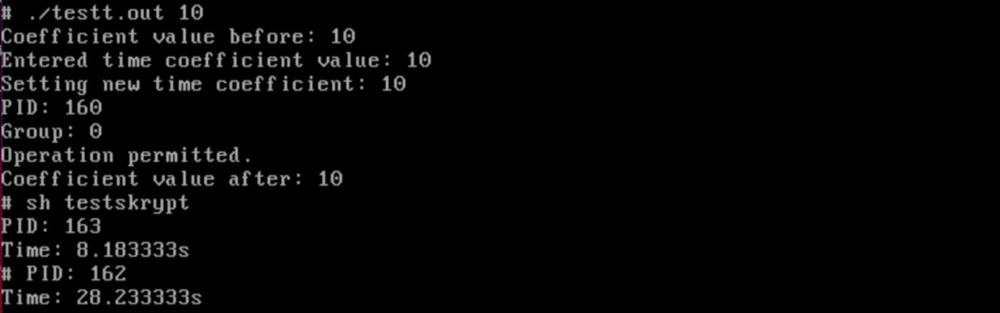 # ./testt.out 10
Coefficient value before: 10
Entered time coefficient value: 10
Setting new time coefficient: 10
PID: 160
Group: 0
Operation permitted.
Coefficient value after: 10
# sh testskrypt
PID: 163
Time: 8.183333s
# PID: 162
Time: 28.233333s